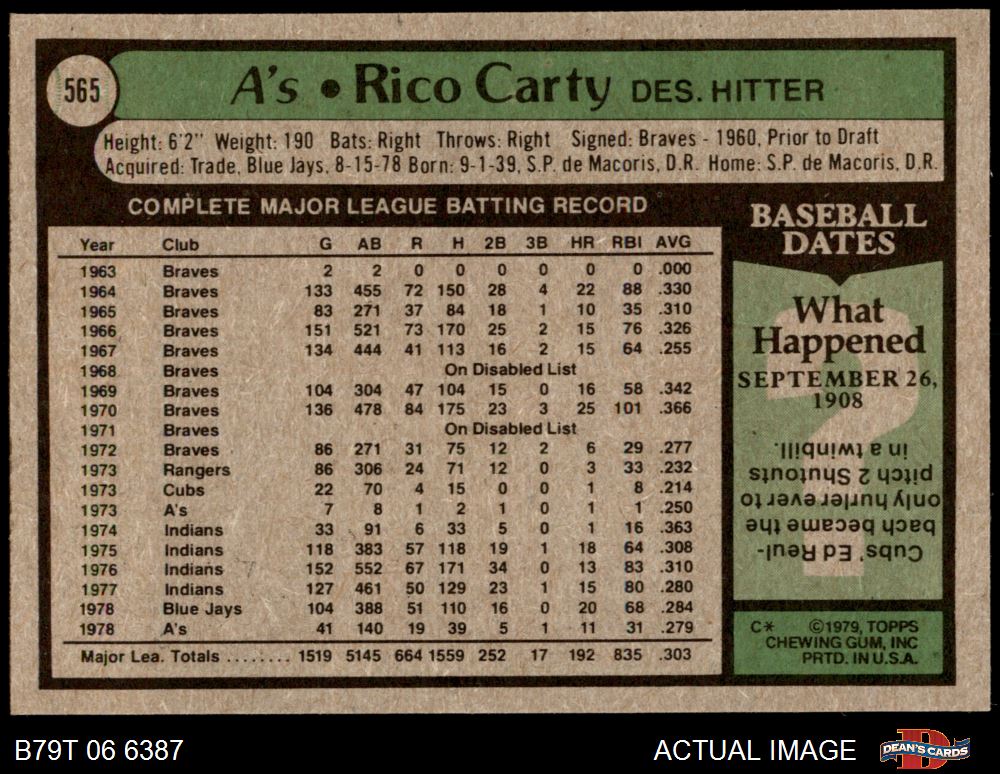 565
A's • Rico Carty DES. HITTER
Height: 6'2" Weight: 190 Bats: Right Throws: Right Signed: Braves - 1960, Prior to Draft
Acquired: Trade, Blue Jays, 8-15-78 Born: 9-1-39, S.P. de Macoris, D.R. Home: S.P. de Macoris, D.R.
COMPLETE MAJOR LEAGUE BATTING RECORD
Year Club G AB R H 2B 3B HR RBI AVG
1963 Braves 2 2 0 0 0 0 0 0 .000
1964 Braves 133 455 72 150 28 4 22 88 .330
1965 Braves 83 271 37 84 18 1 10 35 .310
1966 Braves 151 521 73 170 25 2 15 76 .326
1967 Braves 134 444 41 113 16 2 15 64 .255
1968 Braves On Disabled List
1969 Braves 104 304 47 104 15 0 16 58 .342
1970 Braves 136 478 84 175 23 3 25 101 .366
1971 Braves On Disabled List
1972 Braves 86 271 31 75 12 2 6 29 .277
1973 Rangers 86 306 24 71 12 0 3 33 .232
1973 Cubs 22 70 4 15 0 0 1 8 .214
1973 A's 7 8 1 2 1 0 1 1 .250
1974 Indians 33 91 6 33 5 0 1 16 .363
1975 Indians 118 383 57 118 19 1 18 64 .308
1976 Indians 152 552 67 171 34 0 13 83 .310
1977 Indians 127 461 50 129 23 1 15 80 .280
1978 Blue Jays 104 388 51 110 16 0 20 68 .284
1978 A's 41 140 19 39 5 1 11 31 .279
Major Lea. Totals ........ 1519 5145 664 1559 252 17 192 835 .303
BASEBALL
DATES
What
Happened
SEPTEMBER 26,
1908
?
Cubs' Ed Reul-
bach became the
only hurler ever to
pitch 2 Shutouts
in a twinbill.
C* ©1979, TOPPS
CHEWING GUM, INC
PRTD. IN U.S.A.
B79T 06 6387
ACTUAL IMAGE
D
DEAN'S CARDS